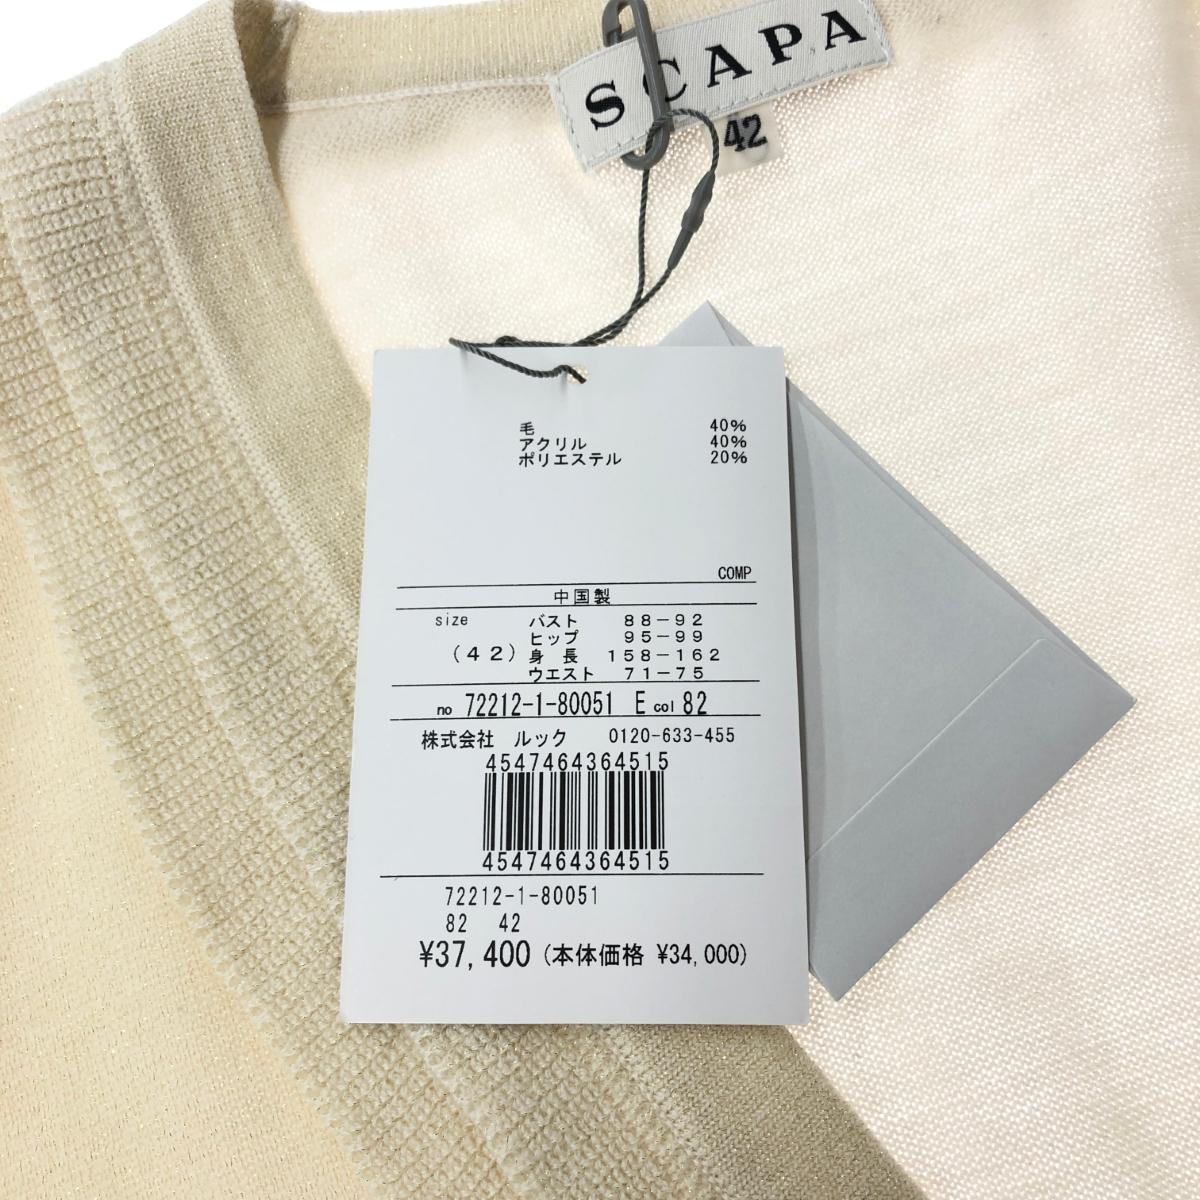 SCAPA
42
毛 40%
アクリル 40%
ポリエステル 20%
COMP
中国製
size バスト 88-92
ヒップ 95-99
(42) 身長 158-162
ウエスト 71-75
no 72212-1-80051 E col 82
株式会社 ルック 0120-633-455
4547464364515
4547464364515
72212-1-80051
82 42
¥37,400 (本体価格 ¥34,000)